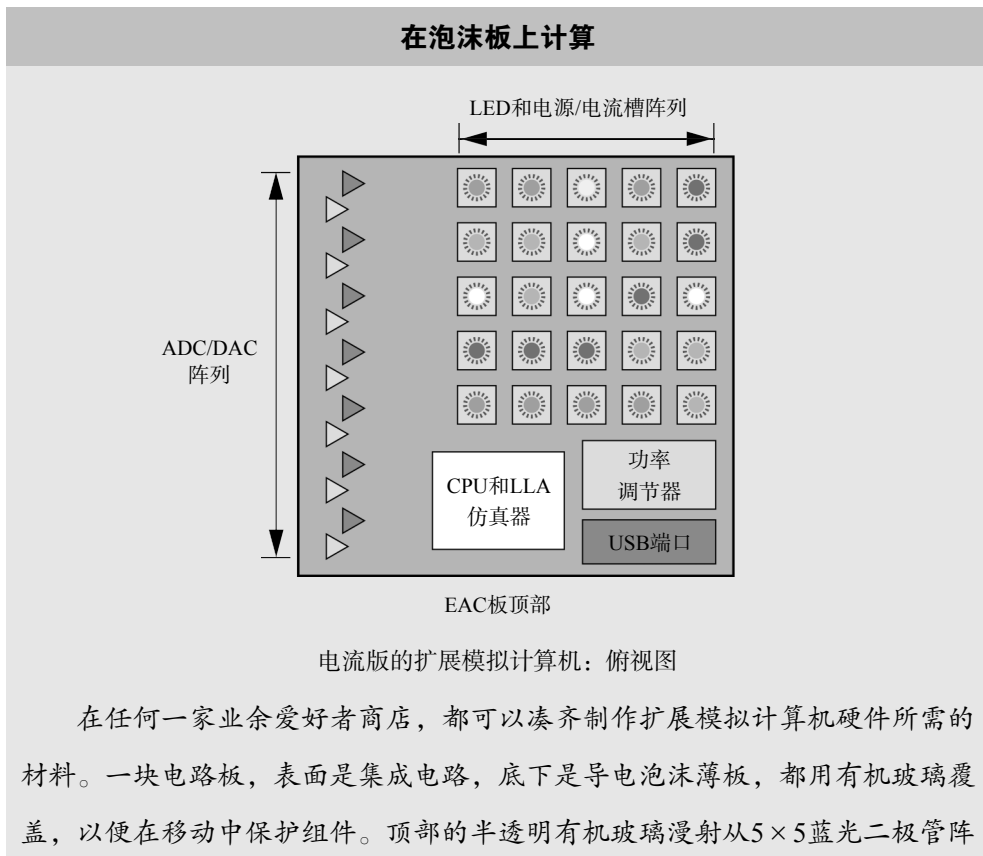 在泡沫板上计算
LED和电源/电流槽阵列
ADC/DAC
阵列
CPU和LLA
仿真器
功率
调节器
USB端口
EAC板顶部
电流版的扩展模拟计算机：俯视图
在任何一家业余爱好者商店，都可以凑齐制作扩展模拟计算机硬件所需的
材料。一块电路板，表面是集成电路，底下是导电泡沫薄板，都用有机玻璃覆
盖，以便在移动中保护组件。顶部的半透明有机玻璃漫射从5×5蓝光二极管阵